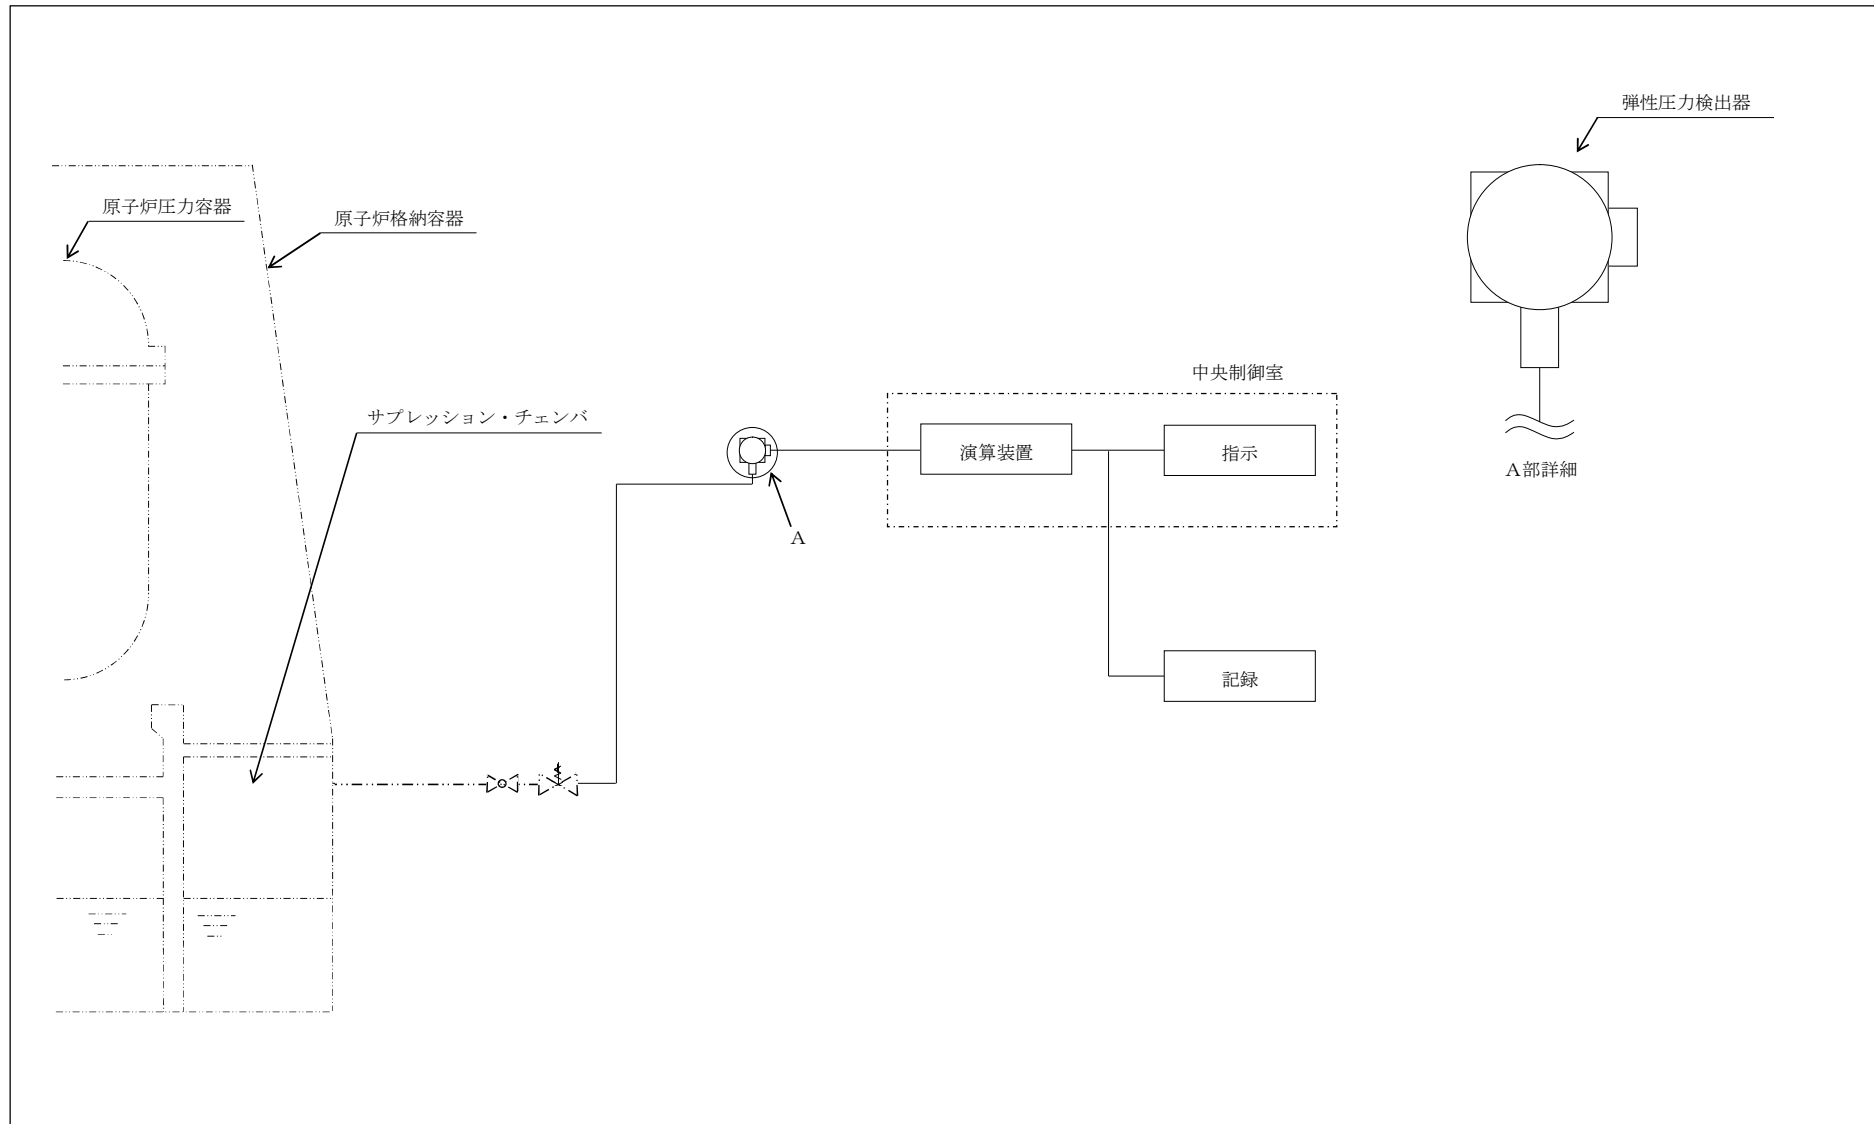 弾性圧力検出器
原子炉圧力容器
原子炉格納容器
中央制御室
サプレッション・チェンバ
演算装置
指示
A部詳細
A
記録